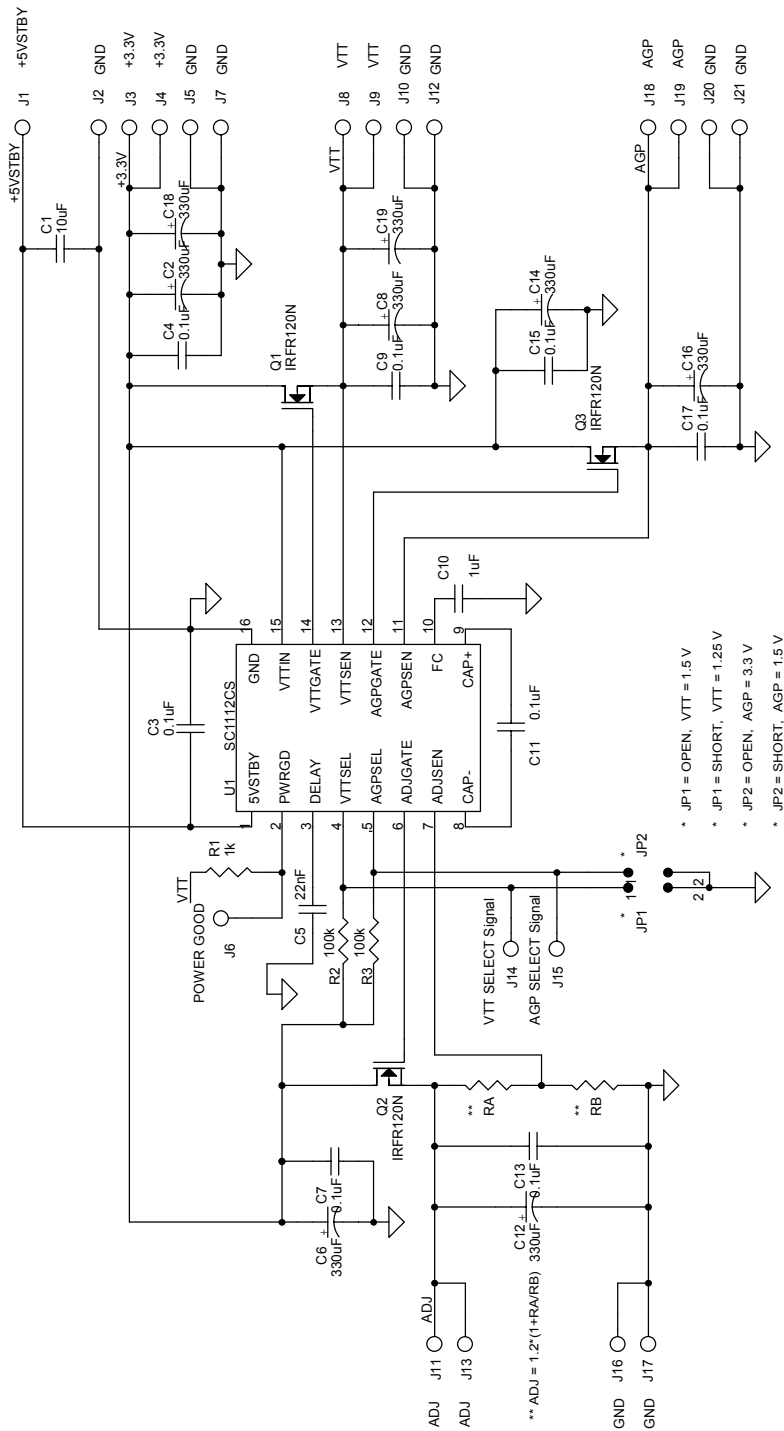 J1 +5VSTBY
+5VSTBY
J2 GND
C1
10uF
J3 +3.3V
+3.3V
J4 +3.3V
J5 GND
J7 GND
C18
+
330uF
C2
+
330uF
C4
0.1uF
Q1
IRFR120N
J8 VTT
VTT
J9 VTT
J10 GND
J12 GND
C19
+
330uF
C8
+
330uF
C9
0.1uF
C14
+
330uF
C15
0.1uF
Q3
IRFR120N
J18 AGP
AGP
J19 AGP
J20 GND
J21 GND
C16
+
330uF
C17
0.1uF
C3
0.1uF
U1
SC1112CS
1 5VSTBY
2 PWRGD
3 DELAY
4 VTTSEL
5 AGPSEL
6 ADJGATE
7 ADJSEN
8 CAP-
16 GND
15 VTTIN
14 VTTGATE
13 VTTSEN
12 AGPGATE
11 AGPSEN
10 FC
9 CAP+
C10
1uF
C11
0.1uF
VTT
R1
1k
POWER GOOD
J6
C5
22nF
R2
100k
R3
100k
VTT SELECT Signal
J14
AGP SELECT Signal
J15
*
JP1
1
2
*
JP2
1
2
* JP1 = OPEN, VTT = 1.5 V
* JP1 = SHORT, VTT = 1.25 V
* JP2 = OPEN, AGP = 3.3 V
* JP2 = SHORT, AGP = 1.5 V
Q2
IRFR120N
C6
+
330uF
C7
0.1uF
**
RA
**
RB
C12
+
330uF
C13
0.1uF
ADJ
ADJ J11
ADJ J13
** ADJ = 1.2*(1+RA/RB)
GND J16
GND J17